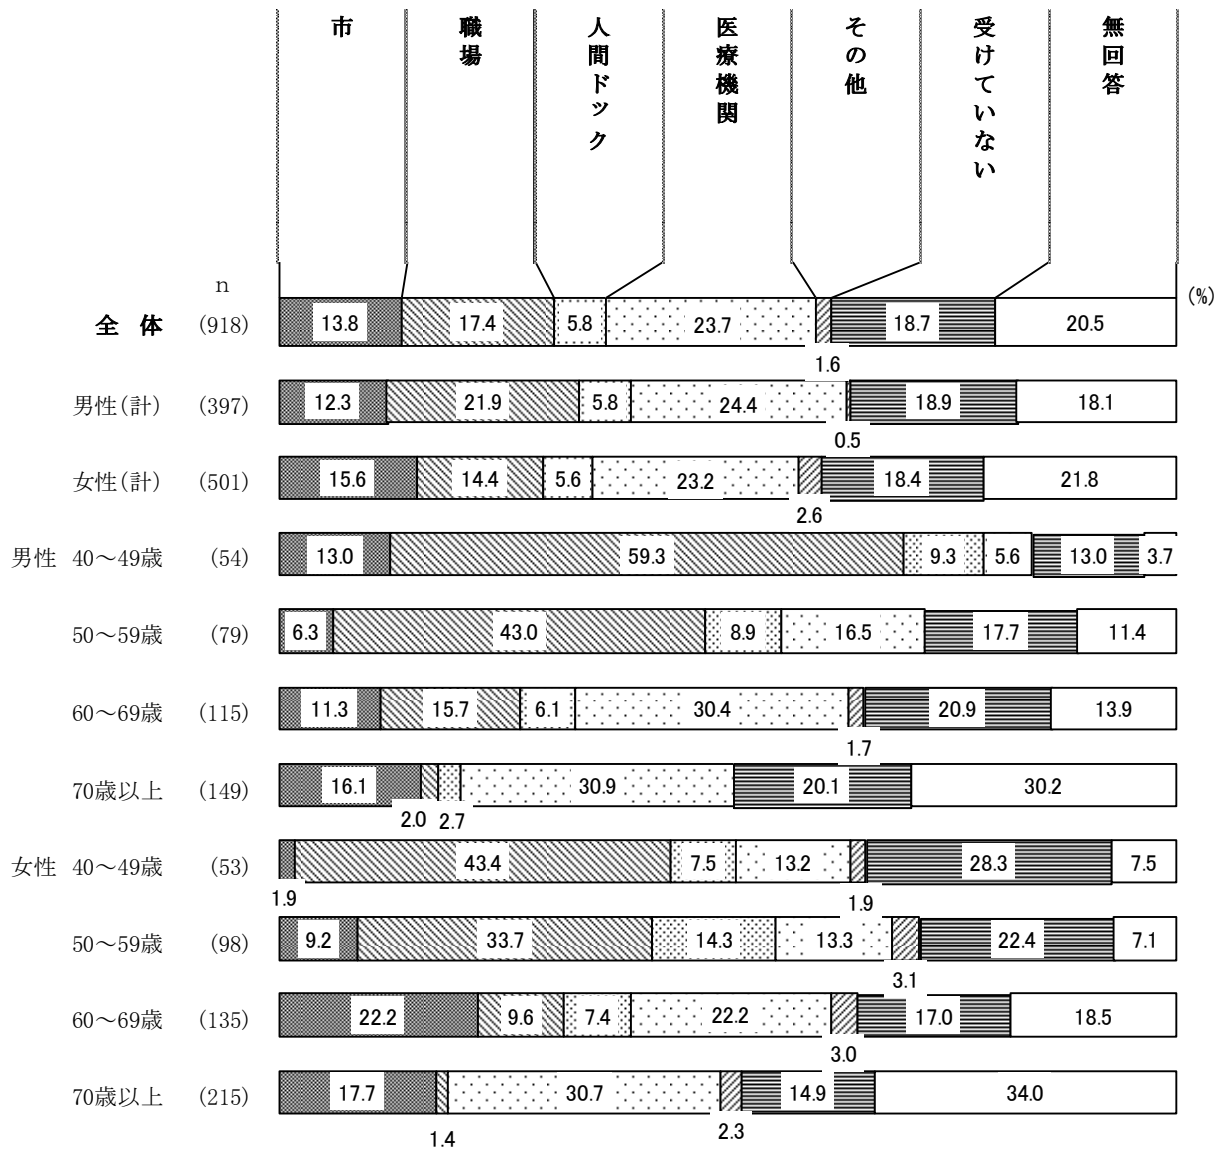 市
職場
人間ドック
医療機関
その他
受けていない
無回答
n
(%)
全 体 (918) 13.8 17.4 5.8 23.7 18.7 20.5
1.6
男性(計) (397) 12.3 21.9 5.8 24.4 18.9 18.1
0.5
女性(計) (501) 15.6 14.4 5.6 23.2 18.4 21.8
2.6
男性 40～49歳 (54) 13.0 59.3 9.3 5.6 13.0 3.7
50～59歳 (79) 6.3 43.0 8.9 16.5 17.7 11.4
60～69歳 (115) 11.3 15.7 6.1 30.4 20.9 13.9
1.7
70歳以上 (149) 16.1 30.9 20.1 30.2
2.0 2.7
女性 40～49歳 (53) 43.4 7.5 13.2 28.3 7.5
1.9 1.9
50～59歳 (98) 9.2 33.7 14.3 13.3 22.4 7.1
3.1
60～69歳 (135) 22.2 9.6 7.4 22.2 17.0 18.5
3.0
70歳以上 (215) 17.7 30.7 14.9 34.0
1.4 2.3